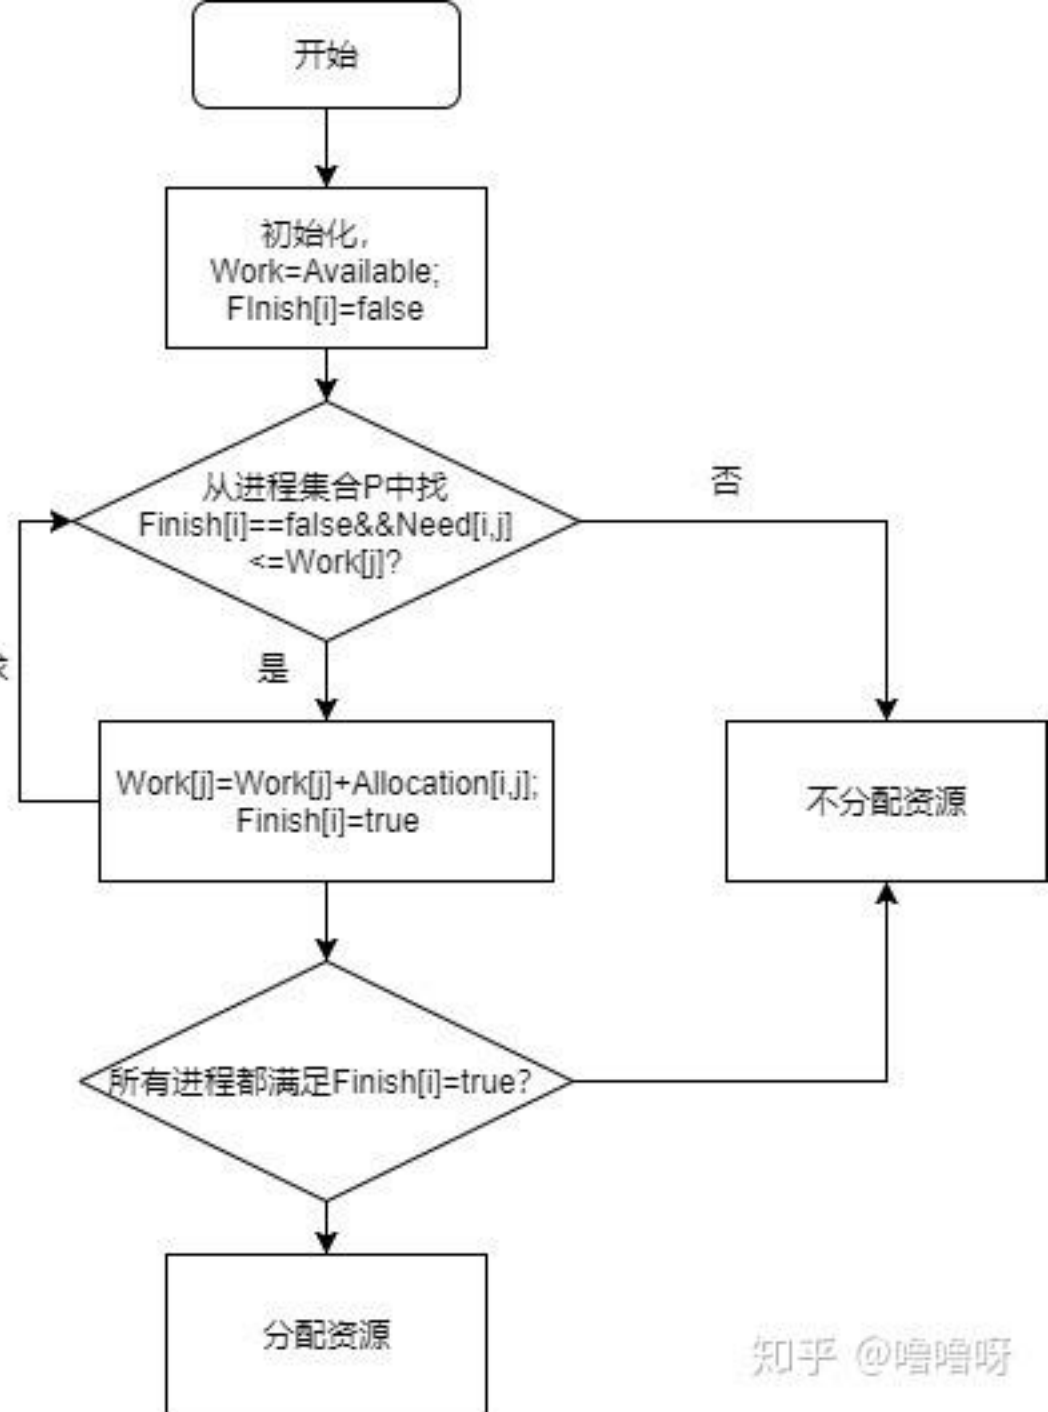 开始
初始化，
Work=Available;
FInish[i]=false
从进程集合P中找
Finish[i]==false&&Need[i,j]
<=Work[j]?
否
是
Work[j]=Work[j]+Allocation[i,j];
Finish[i]=true
不分配资源
所有进程都满足Finish[i]=true?
分配资源
知乎 @噜噜呀